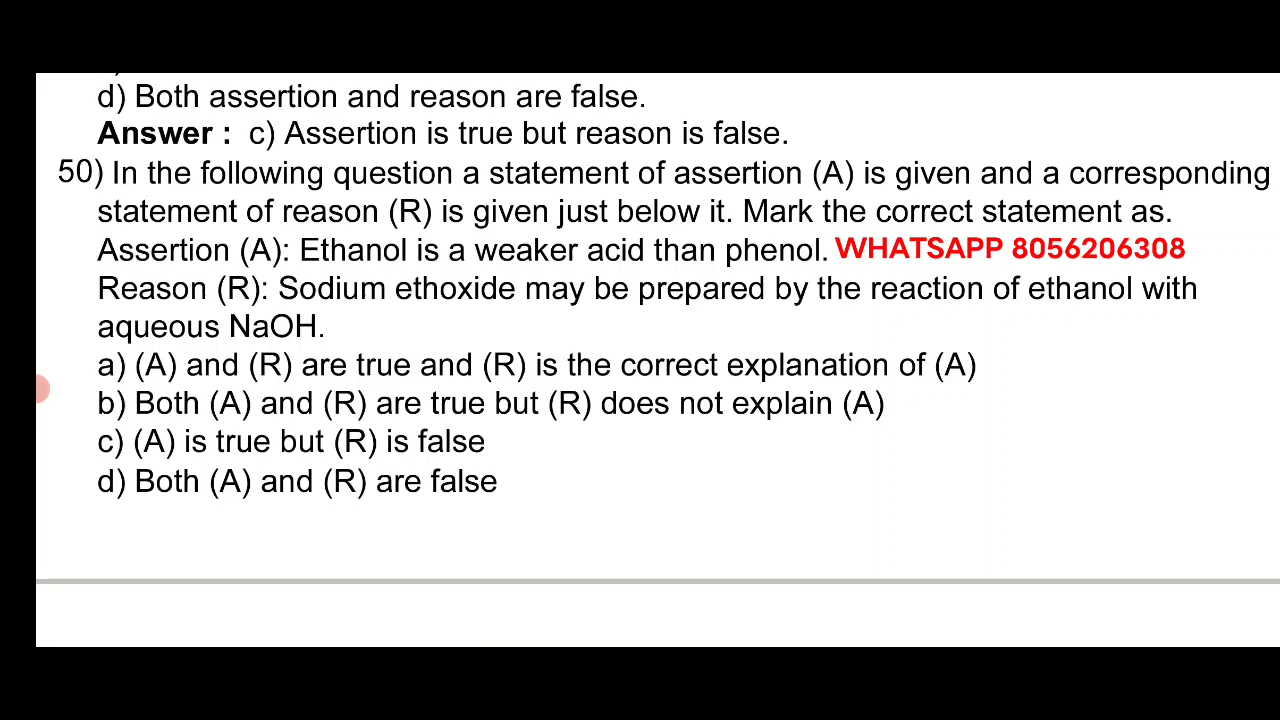 d) Both assertion and reason are false.
Answer : c) Assertion is true but reason is false.
50) In the following question a statement of assertion (A) is given and a corresponding
statement of reason (R) is given just below it. Mark the correct statement as.
Assertion (A): Ethanol is a weaker acid than phenol. WHATSAPP 8056206308
Reason (R): Sodium ethoxide may be prepared by the reaction of ethanol with
aqueous NaOH.
a) (A) and (R) are true and (R) is the correct explanation of (A)
b) Both (A) and (R) are true but (R) does not explain (A)
c) (A) is true but (R) is false
d) Both (A) and (R) are false